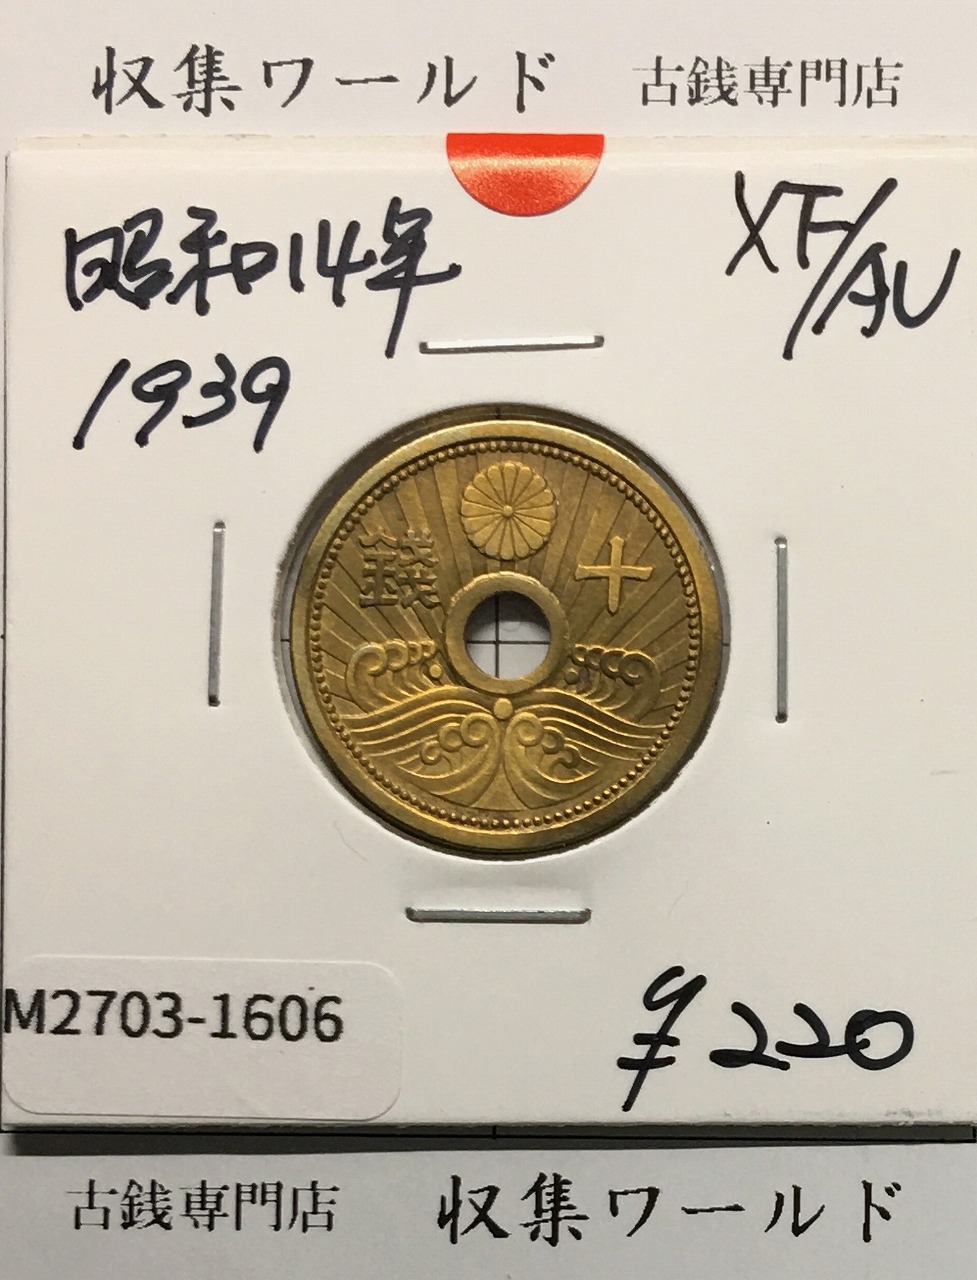 収集ワールド 古銭専門店
昭和14年 XF/AU
1939
十 錢
M2703-1606
¥220
古銭専門店 収集ワールド